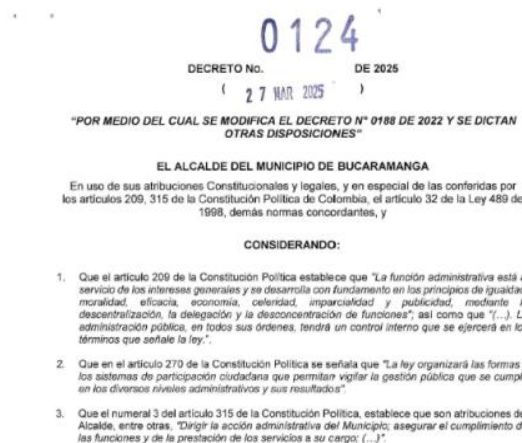 0124
DECRETO No. DE 2025
( 27 MAR 2025 )
"POR MEDIO DEL CUAL SE MODIFICA EL DECRETO N° 0188 DE 2022 Y SE DICTAN
OTRAS DISPOSICIONES"
EL ALCALDE DEL MUNICIPIO DE BUCARAMANGA
En uso de sus atribuciones Constitucionales y legales, y en especial de las conferidas por
los artículos 209, 315 de la Constitución Política de Colombia, el artículo 32 de la Ley 489 de
1998, demás normas concordantes, y
CONSIDERANDO:
1. Que el artículo 209 de la Constitución Política establece que "La función administrativa está a
servicio de los intereses generales y se desarrolla con fundamento en los principios de igualdad
moralidad, eficacia, economía, celeridad, imparcialidad y publicidad, mediante
descentralización, la delegación y la desconcentración de funciones"; así como que "(...). L
administración pública, en todos sus órdenes, tendrá un control interno que se ejercerá en lo
términos que señale la ley.".
2. Que en el artículo 270 de la Constitución Política se señala que "La ley organizará las formas
los sistemas de participación ciudadana que permitan vigilar la gestión pública que se cumpl
en los diversos niveles administrativos y sus resultados".
3. Que el numeral 3 del artículo 315 de la Constitución Política, establece que son atribuciones de
Alcalde, entre otras, "Dirigir la acción administrativa del Municipio; asegurar el cumplimiento d
las funciones y de la prestación de los servicios a su cargo; (...)".